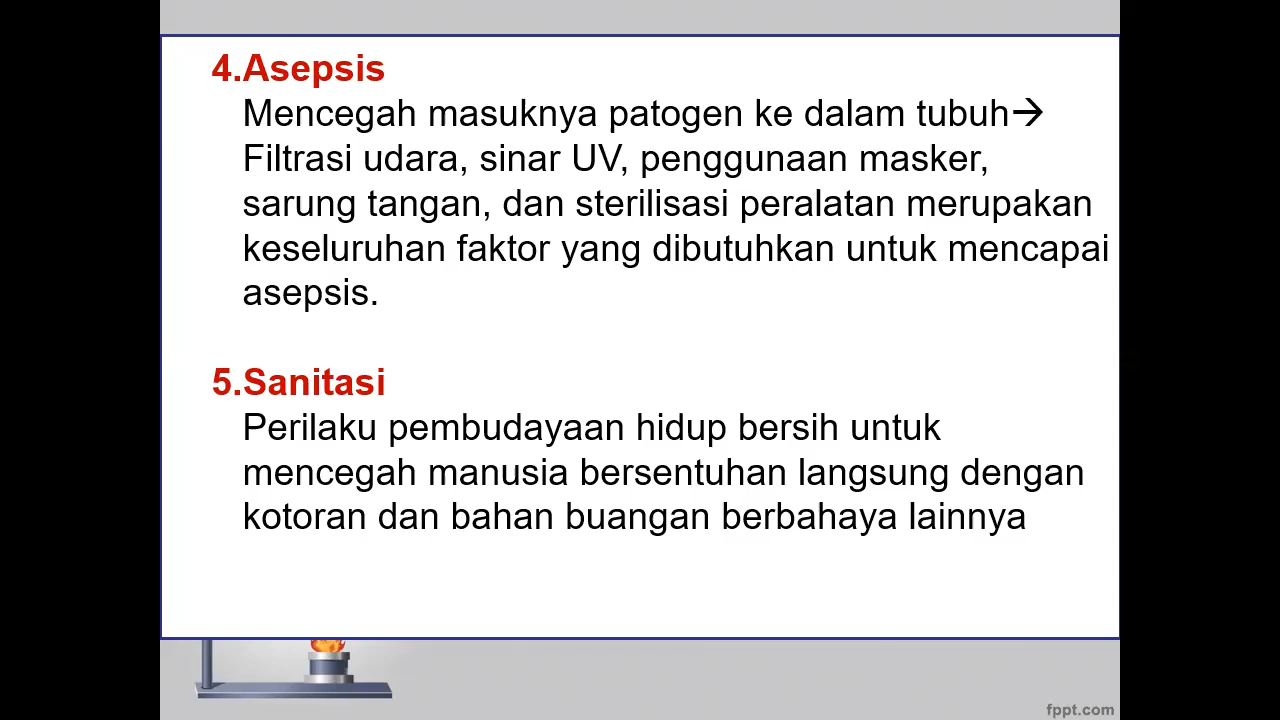 4.Asepsis
Mencegah masuknya patogen ke dalam tubuh→
Filtrasi udara, sinar UV, penggunaan masker,
sarung tangan, dan sterilisasi peralatan merupakan
keseluruhan faktor yang dibutuhkan untuk mencapai
asepsis.
5.Sanitasi
Perilaku pembudayaan hidup bersih untuk
mencegah manusia bersentuhan langsung dengan
kotoran dan bahan buangan berbahaya lainnya
fppt.com